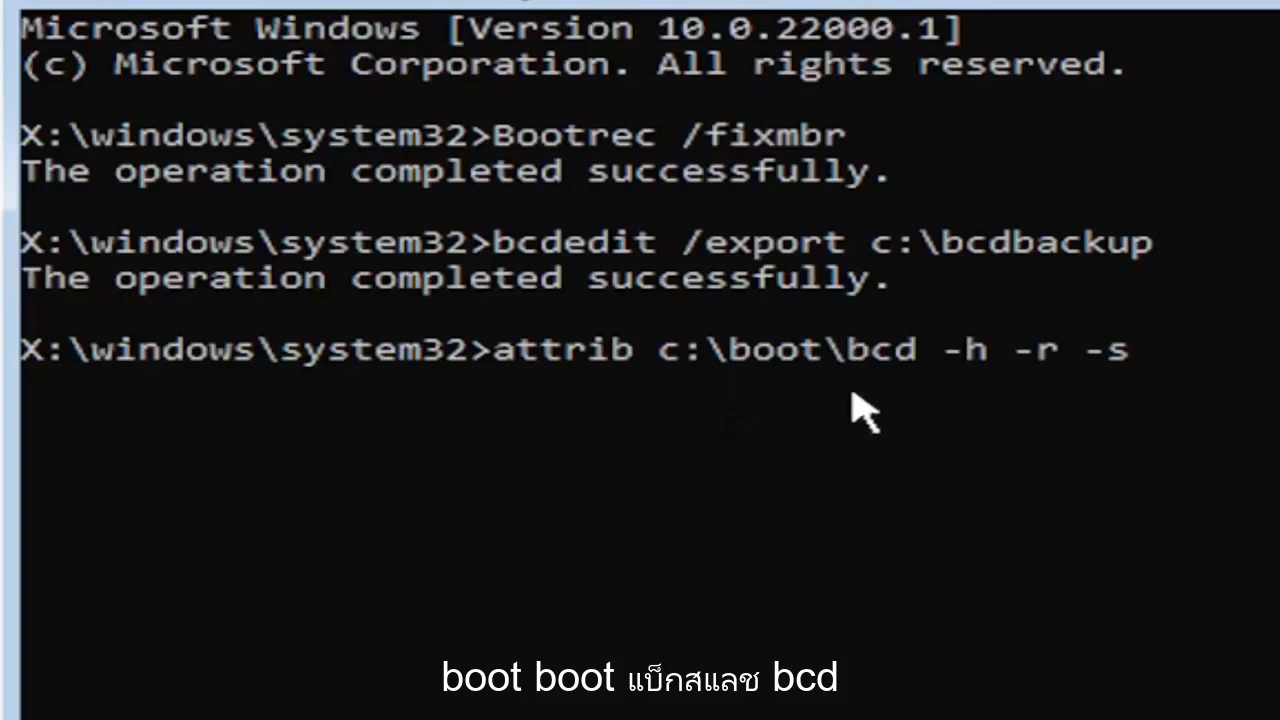 Microsoft Windows [Version 10.0.22000.1]
(c) Microsoft Corporation. All rights reserved.
X:\windows\system32>Bootrec /fixmbr
The operation completed successfully.
X:\windows\system32>bcdedit /export c:\bcdbackup
The operation completed successfully.
X:\windows\system32>attrib c:\boot\bcd -h -r -s
boot boot แบ็กสแลช bcd